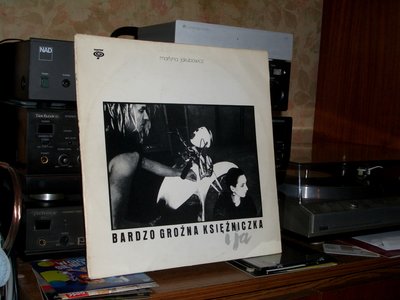 NAD
martyna jakubowicz
BARDZO GROŹNA KSIĘŻNICZKA
i ja